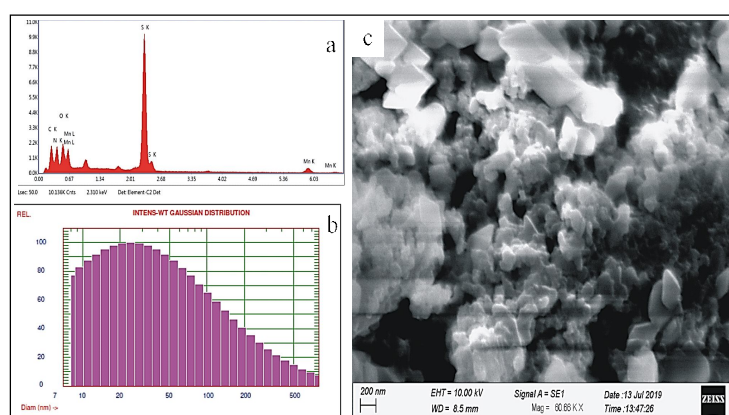 a
11.0K
9.9K
8.8K
7.7K
6.6K
5.5K
4.4K
3.3K
2.2K
1.1K
0.0K
S K
O K
C K
Mn L
N K
Mn L
S K
Mn K
Mn K
0.00
0.67
1.34
2.01
2.68
3.35
4.02
4.69
5.36
6.03
Lsec: 50.0 10.138K Cnts 2.310 keV Det: Element-C2 Det
b
REL.
INTENS-WT GAUSSIAN DISTRIBUTION
100
80
60
40
20
0
7 10 20 50 100 200 500
Diam (nm) ->
c
200 nm
EHT = 10.00 kV Signal A = SE1 Date :13 Jul 2019
WD = 8.5 mm Mag = 60.66 K X Time :13:47:26
ZEISS